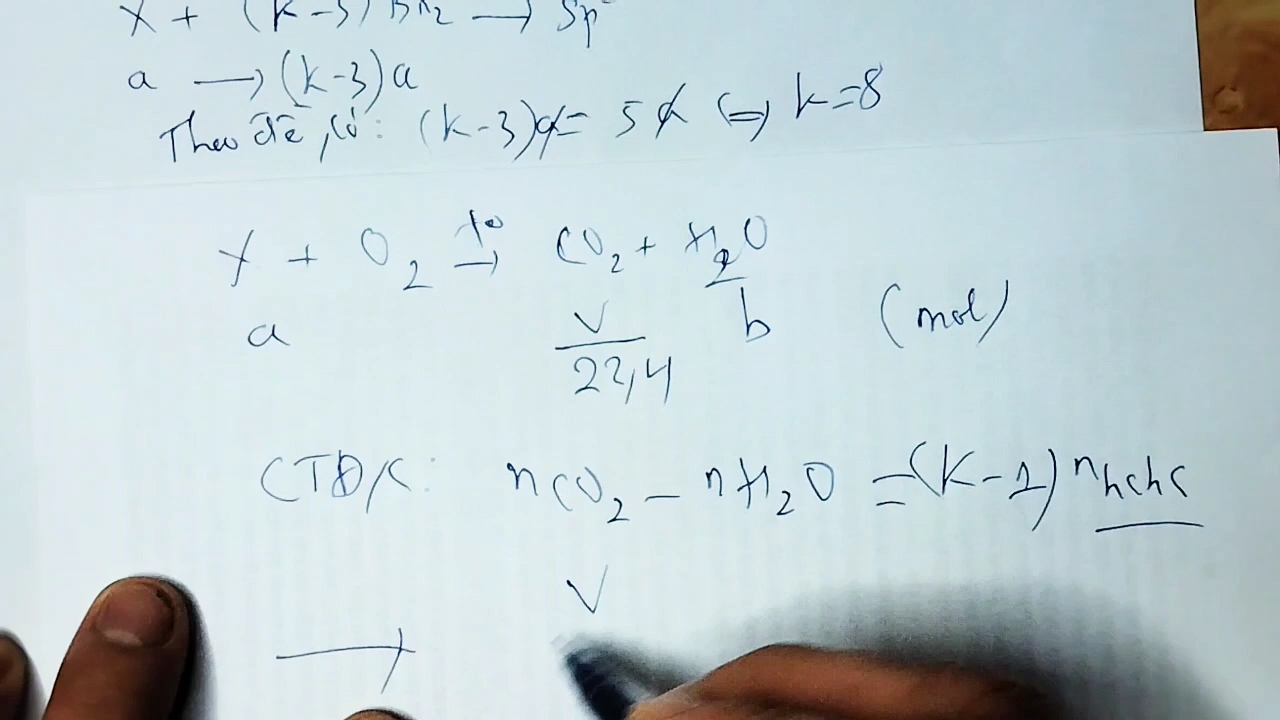 X + (k-3) Br2 → Sp
a → (k-3)a
Theo đề, có: (k-3)a = 5a ⇔ k=8
X + O2 t° → CO2 + H2O
a V/22,4 b (mol)
CTĐK: nCO2 - nH2O = (k-1) nhchc
→ V